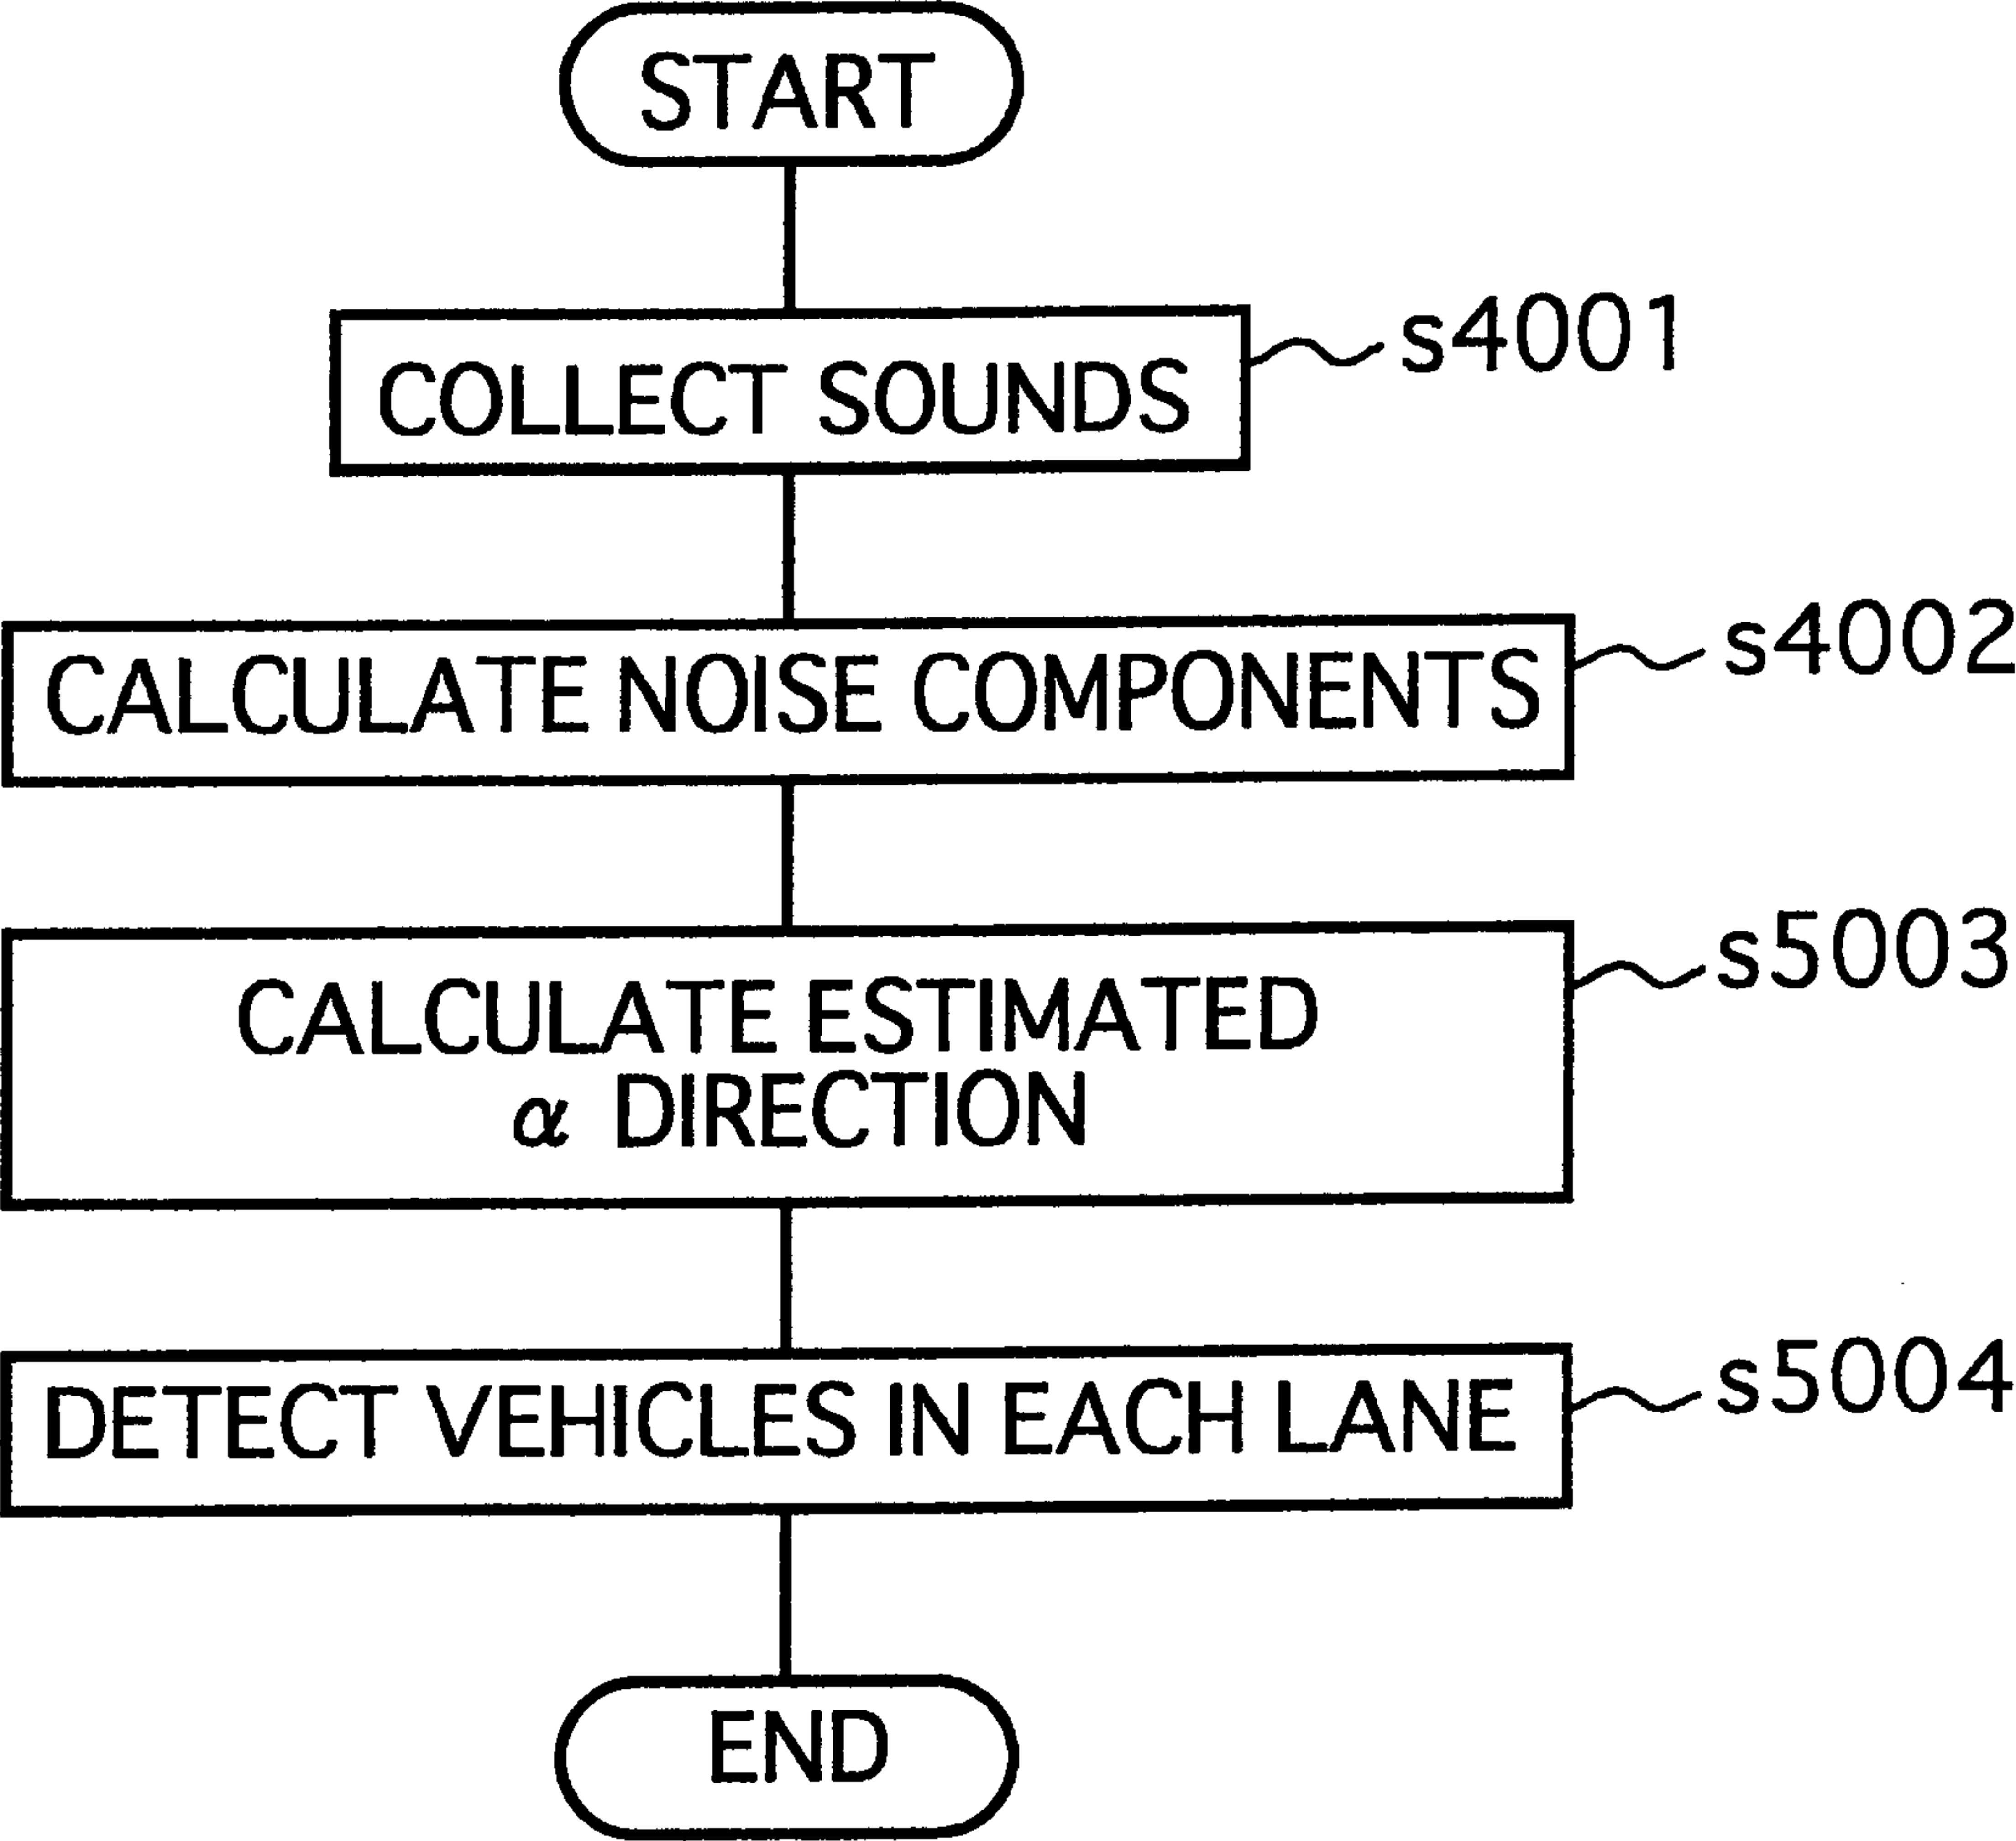 START
COLLECT SOUNDS
s4001
CALCULATE NOISE COMPONENTS
s4002
CALCULATE ESTIMATED
α DIRECTION
s5003
DETECT VEHICLES IN EACH LANE
s5004
END